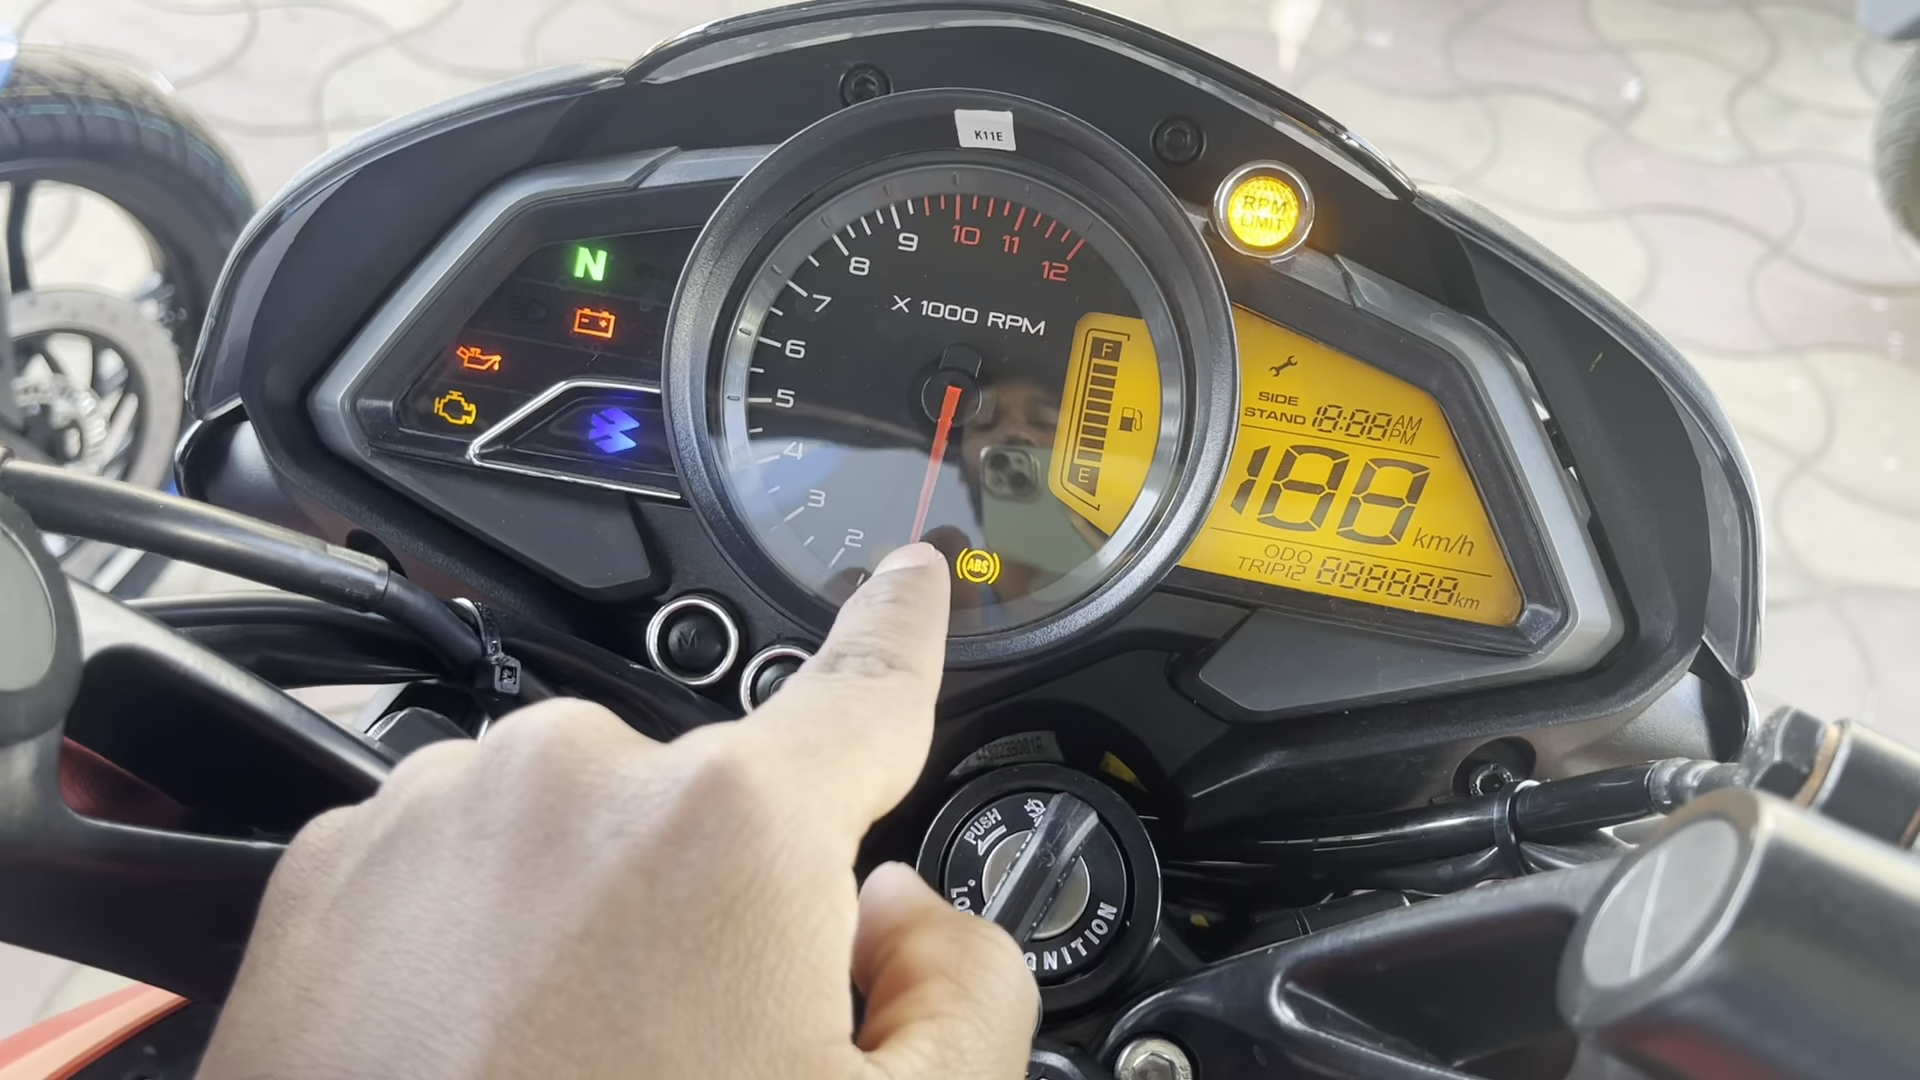 K11E
RPM
LIMIT
N
9
10
11
12
8
7
X 1000 RPM
6
F
5
SIDE
STAND 18:88 AM
PM
4
E
188 km/h
3
2
1
ABS
ODO
TRIP12 888888 km
M
PUSH
IGNITION